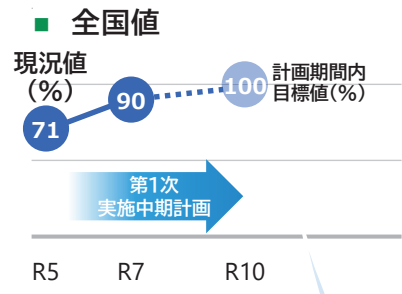 ■ 全国値
現況値
（%）
計画期間内
目標値(%)
71
90
100
第1次
実施中期計画
R5 R7 R10